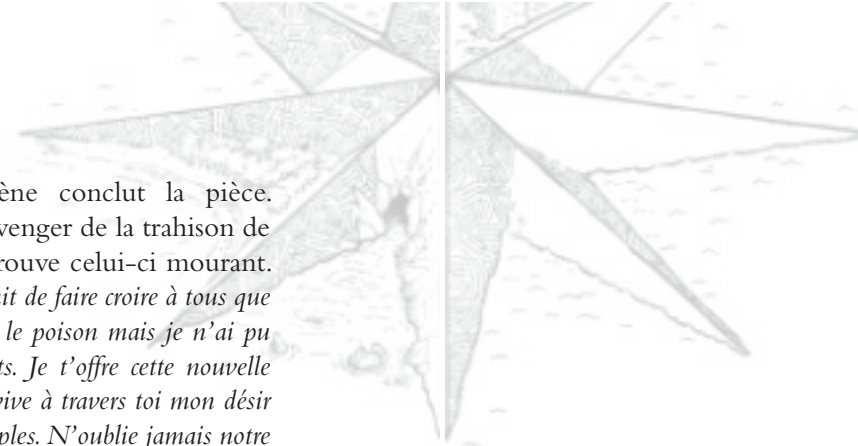 ène conclut la pièce.
venger de la trahison de
rouve celui-ci mourant.
it de faire croire à tous que
le poison mais je n'ai pu
ts. Je t'offre cette nouvelle
vive à travers toi mon désir
ples. N'oublie jamais notre